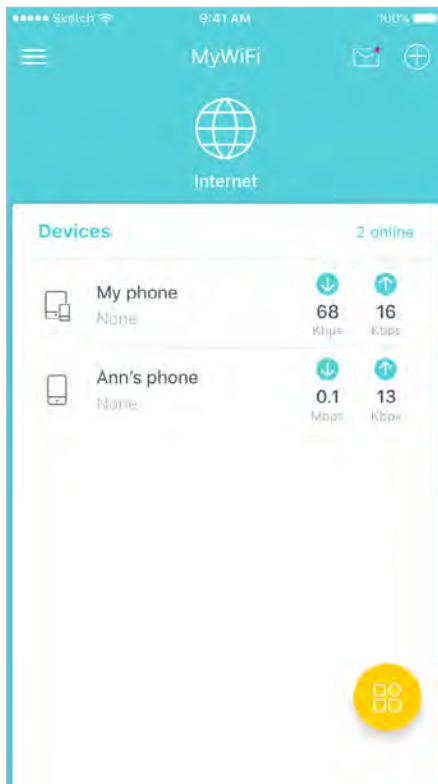 Sketch 9:41 AM 100%
MyWiFi
Internet
Devices 2 online
My phone
None
68 16
Kbps Kbps
Ann's phone
None
0.1 13
Mbps Kbps